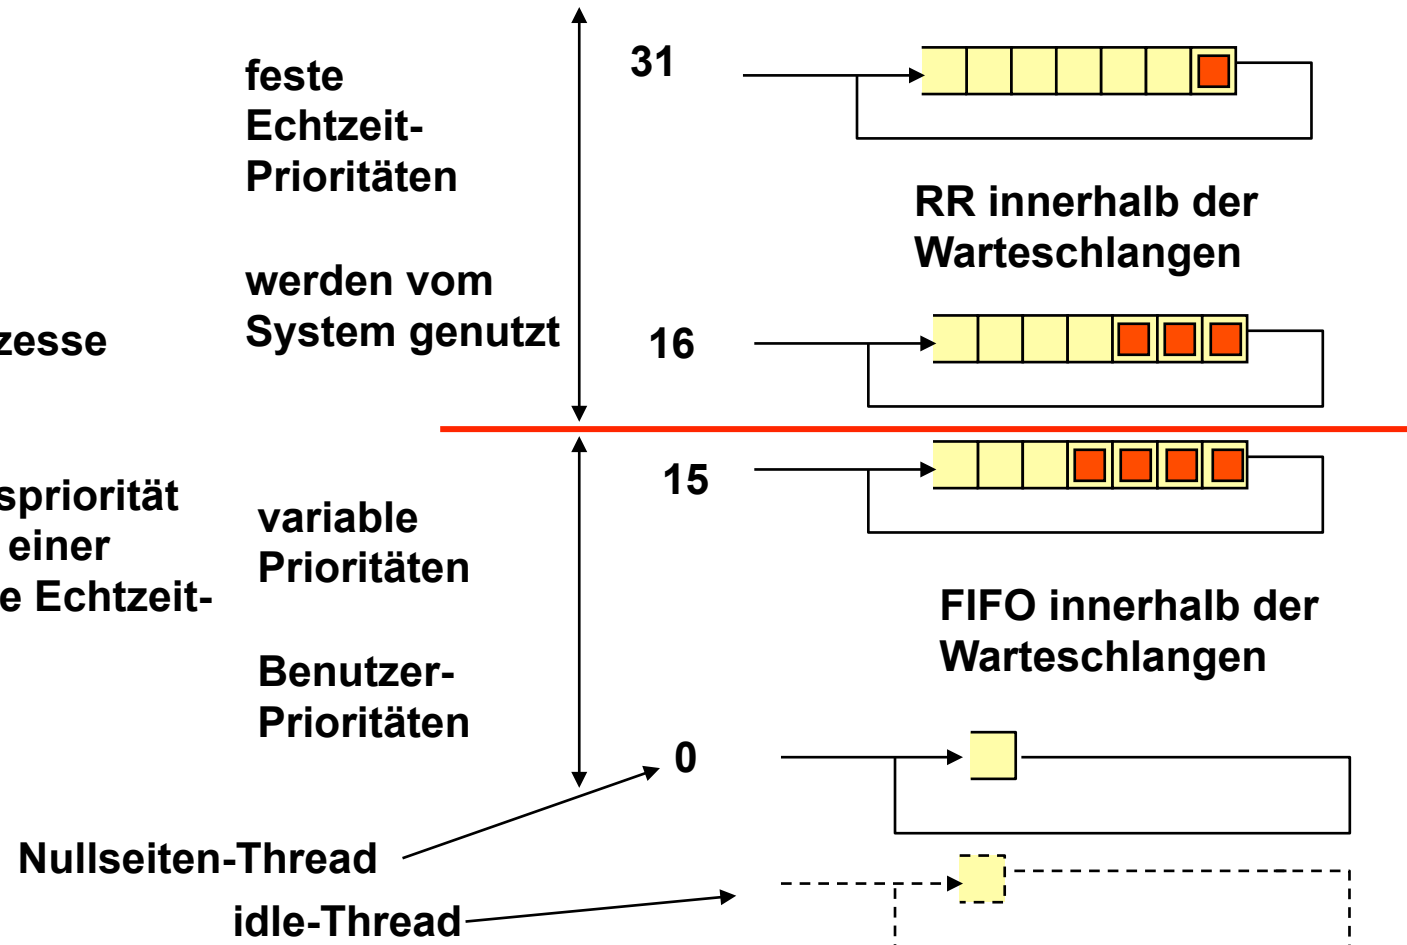 feste
Echtzeit-
Prioritäten
werden vom
System genutzt
31
RR innerhalb der
Warteschlangen
zesse
16
15
spriorität
einer
e Echtzeit-
variable
Prioritäten
Benutzer-
Prioritäten
FIFO innerhalb der
Warteschlangen
0
Nullseiten-Thread
idle-Thread